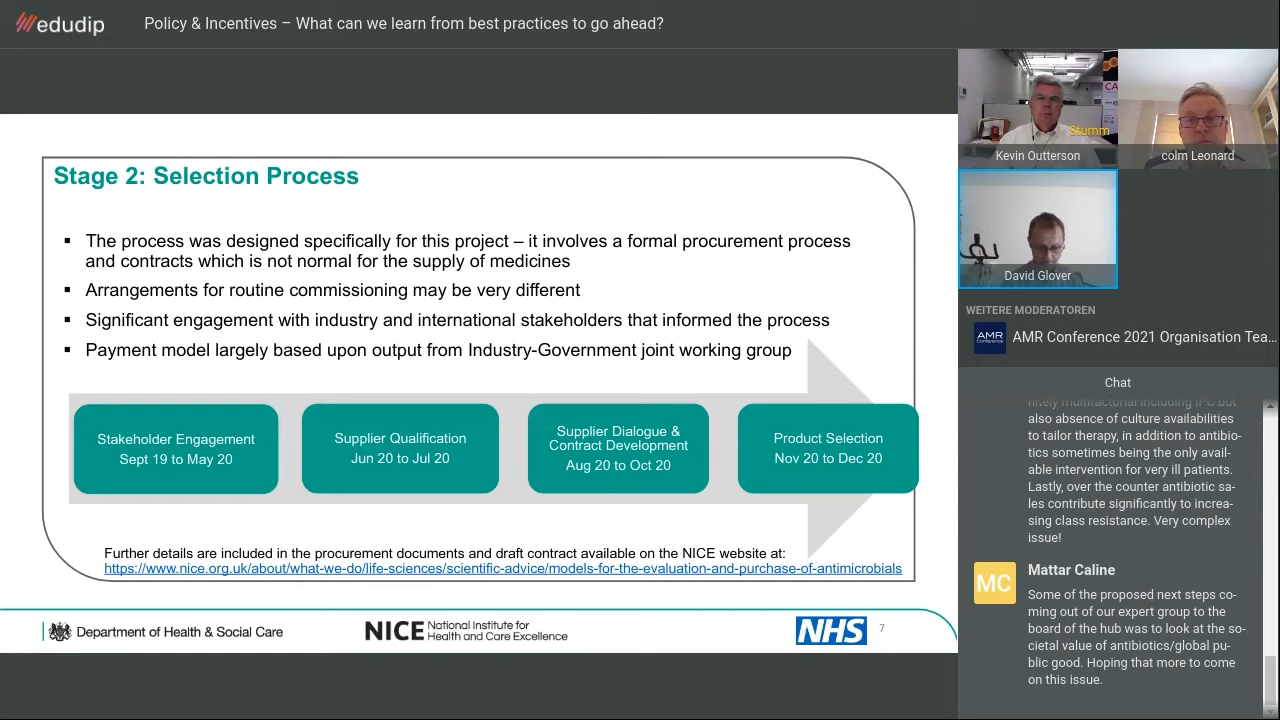 edudip
Policy & Incentives – What can we learn from best practices to go ahead?
Stage 2: Selection Process
▪ The process was designed specifically for this project – it involves a formal procurement process
and contracts which is not normal for the supply of medicines
▪ Arrangements for routine commissioning may be very different
▪ Significant engagement with industry and international stakeholders that informed the process
▪ Payment model largely based upon output from Industry-Government joint working group
Stakeholder Engagement
Sept 19 to May 20
Supplier Qualification
Jun 20 to Jul 20
Supplier Dialogue &
Contract Development
Aug 20 to Oct 20
Product Selection
Nov 20 to Dec 20
Further details are included in the procurement documents and draft contract available on the NICE website at:
https://www.nice.org.uk/about/what-we-do/life-sciences/scientific-advice/models-for-the-evaluation-and-purchase-of-antimicrobials
Department of Health & Social Care
NICE National Institute for
Health and Care Excellence
NHS
7
CA
Stumm
Kevin Outterson
colm Leonard
David Glover
WEITERE MODERATOREN
AMR
Conference
AMR Conference 2021 Organisation Tea...
Chat
nitely multifactorial including IPC but
also absence of culture availabilities
to tailor therapy, in addition to antibio-
tics sometimes being the only avail-
able intervention for very ill patients.
Lastly, over the counter antibiotic sa-
les contribute significantly to increa-
sing class resistance. Very complex
issue!
MC
Mattar Caline
Some of the proposed next steps co-
ming out of our expert group to the
board of the hub was to look at the so-
cietal value of antibiotics/global pu-
blic good. Hoping that more to come
on this issue.